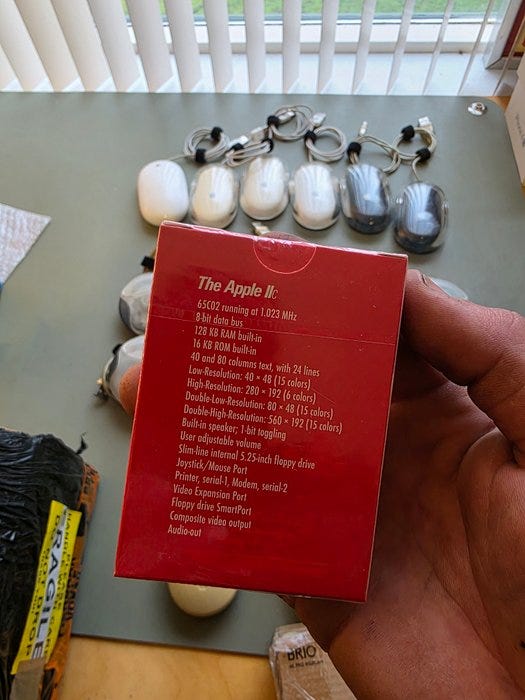 The Apple IIc
65C02 running at 1.023 MHz
8-bit data bus
128 KB RAM built-in
16 KB ROM built-in
40 and 80 columns text, with 24 lines
Low-Resolution: 40 × 48 (15 colors)
High-Resolution: 280 × 192 (6 colors)
Double-Low-Resolution: 80 × 48 (15 colors)
Double-High-Resolution: 560 × 192 (15 colors)
Built-in speaker; 1-bit toggling
User adjustable volume
Slim-line internal 5.25-inch floppy drive
Joystick/Mouse Port
Printer, serial-1, Modem, serial-2
Video Expansion Port
Floppy drive SmartPort
Composite video output
Audio-out
FRAGILE
BRIO